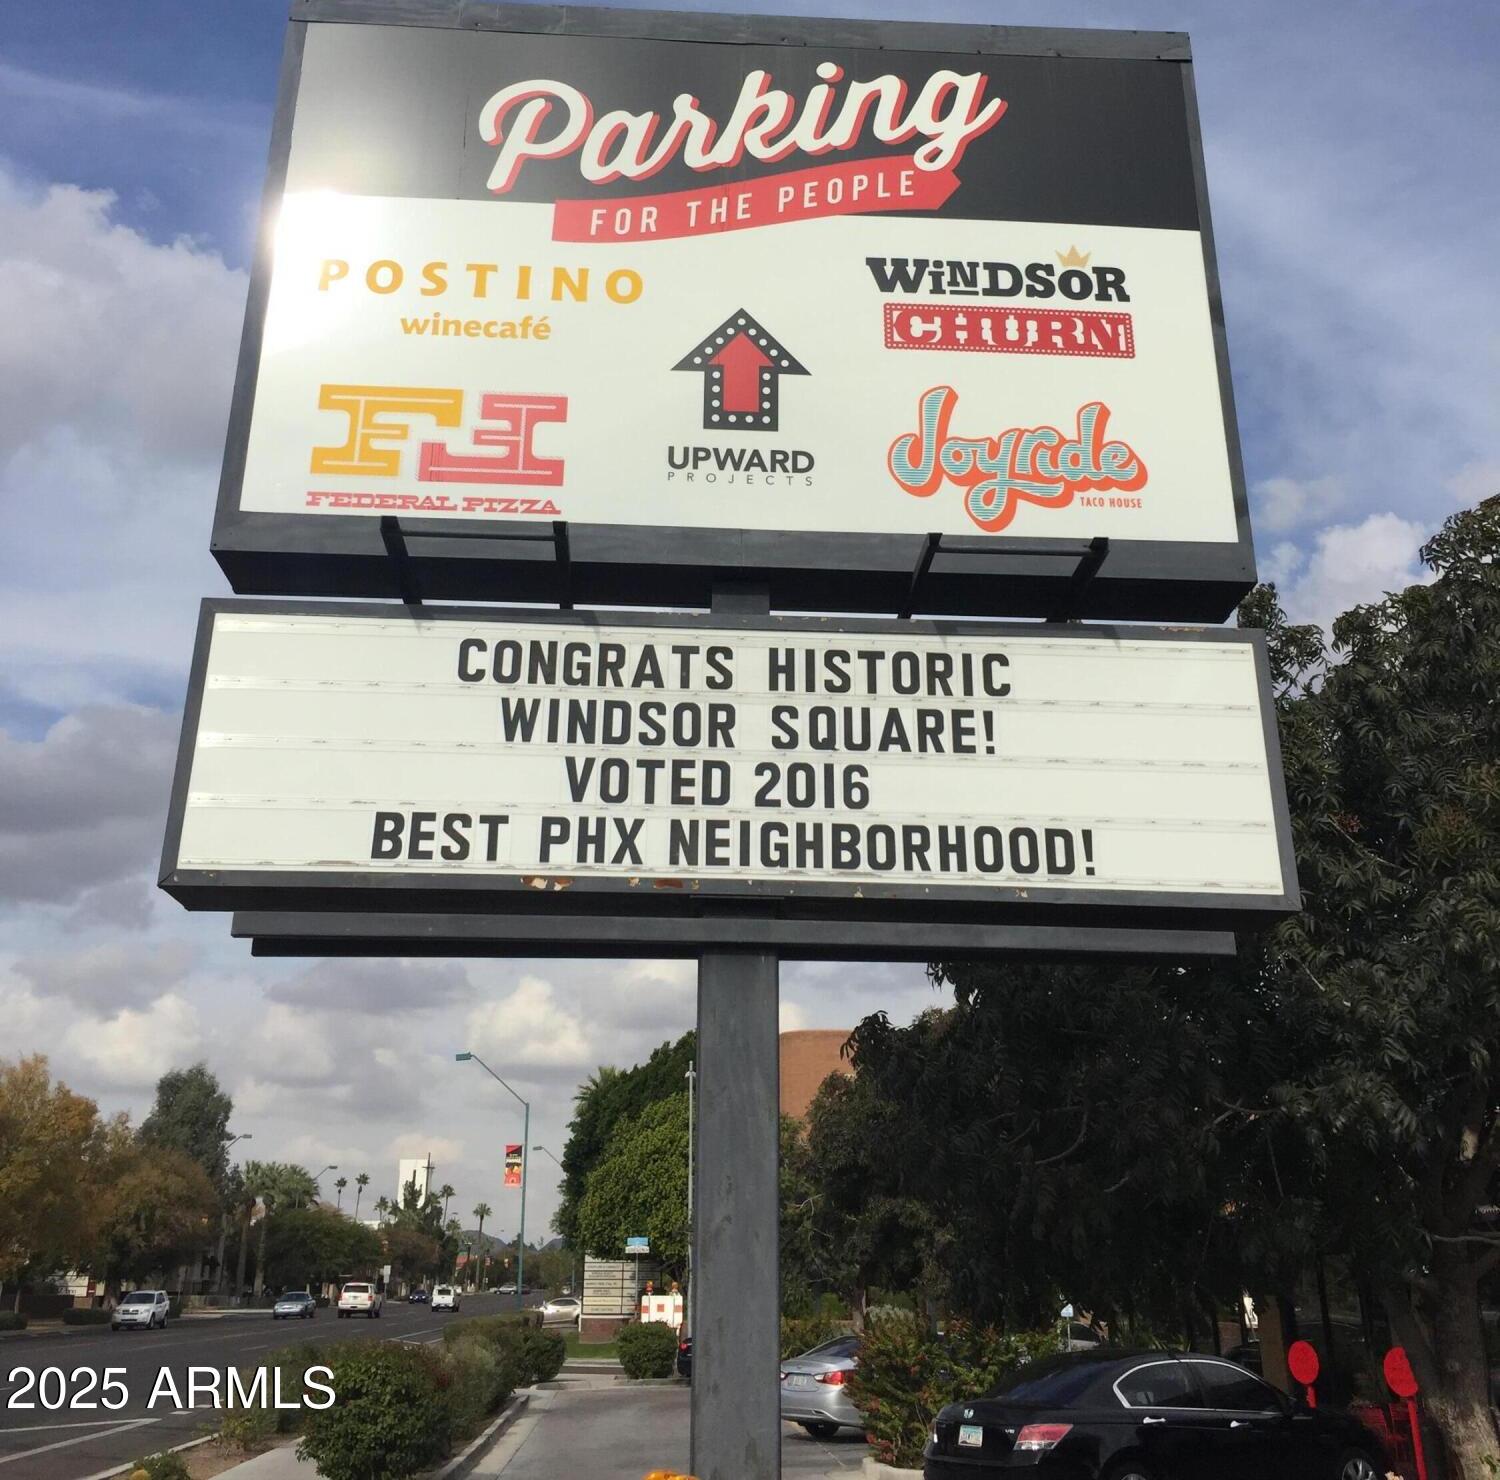 Parking
FOR THE PEOPLE
POSTINO
winecafé
WINDSOR
CHURN
FEDERAL PIZZA
UPWARD
PROJECTS
Joyride
TACO HOUSE
CONGRATS HISTORIC
WINDSOR SQUARE!
VOTED 2016
BEST PHX NEIGHBORHOOD!
2025 ARMLS